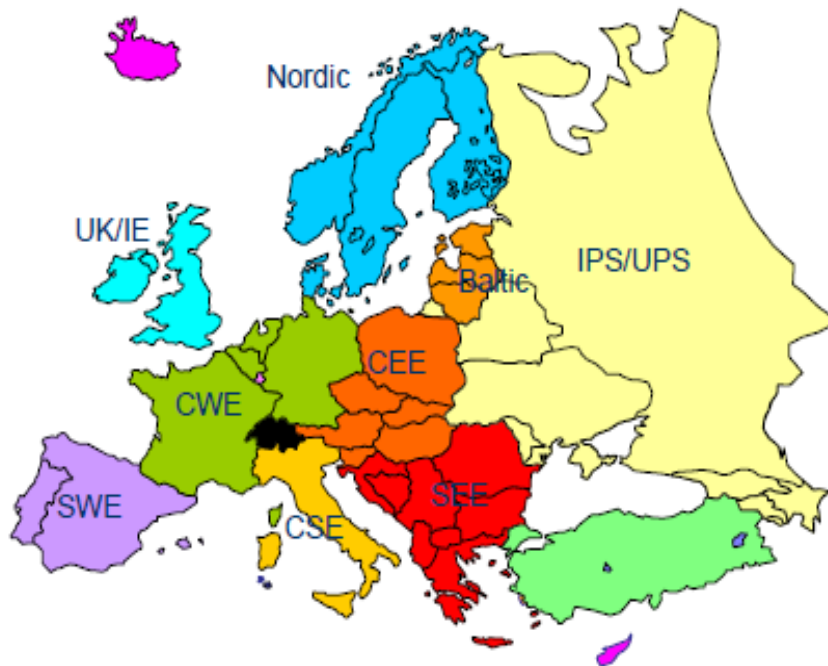 Nordic
UK/IE
IPS/UPS
Baltic
CEE
CWE
SEE
SWE
CSE